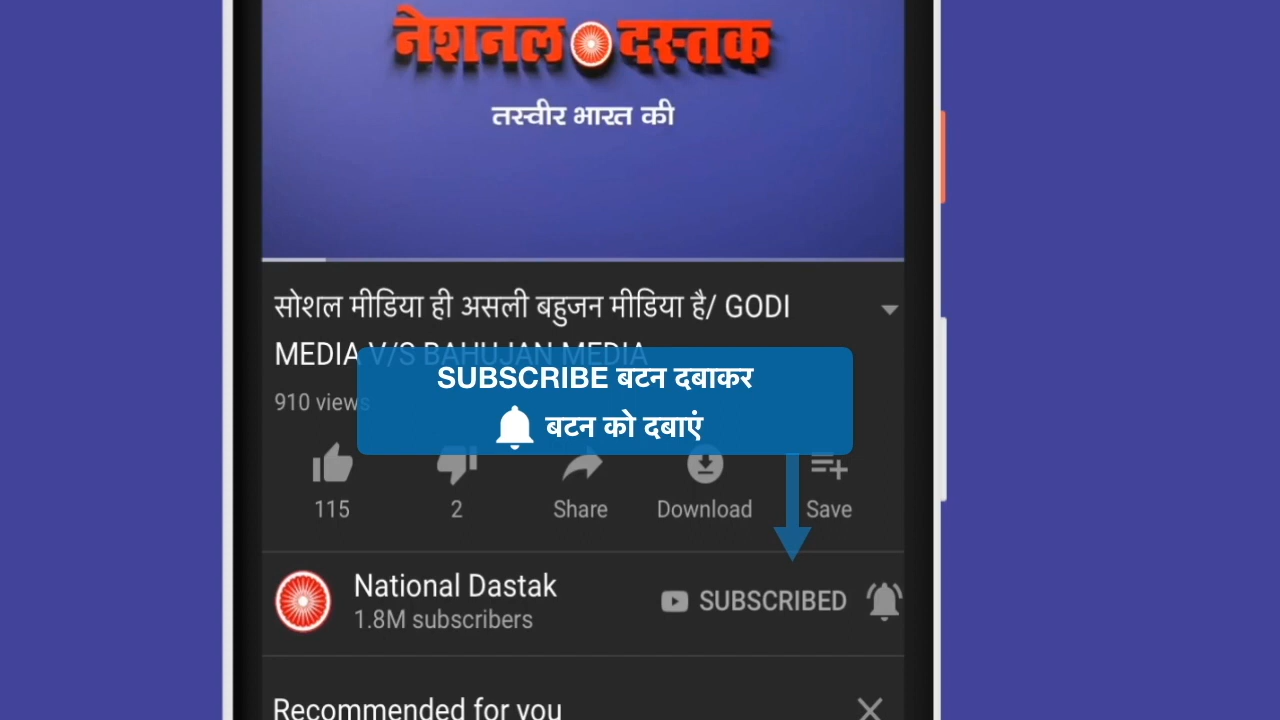 नेशनल दस्तक
तस्वीर भारत की
सोशल मीडिया ही असली बहुजन मीडिया है/ GODI
MEDIA V/S BAHUJAN MEDIA
910 views
SUBSCRIBE बटन दबाकर
बटन को दबाएं
115
2
Share
Download
Save
National Dastak
1.8M subscribers
SUBSCRIBED
Recommended for you